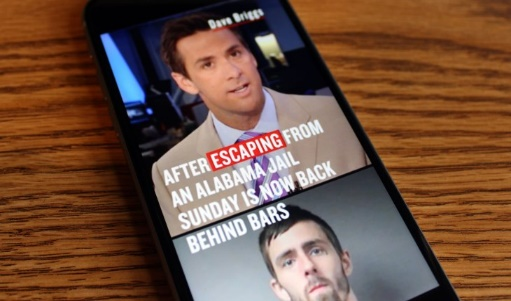 Dave Briggs
AFTER ESCAPING FROM
AN ALABAMA JAIL
SUNDAY IS NOW BACK
BEHIND BARS